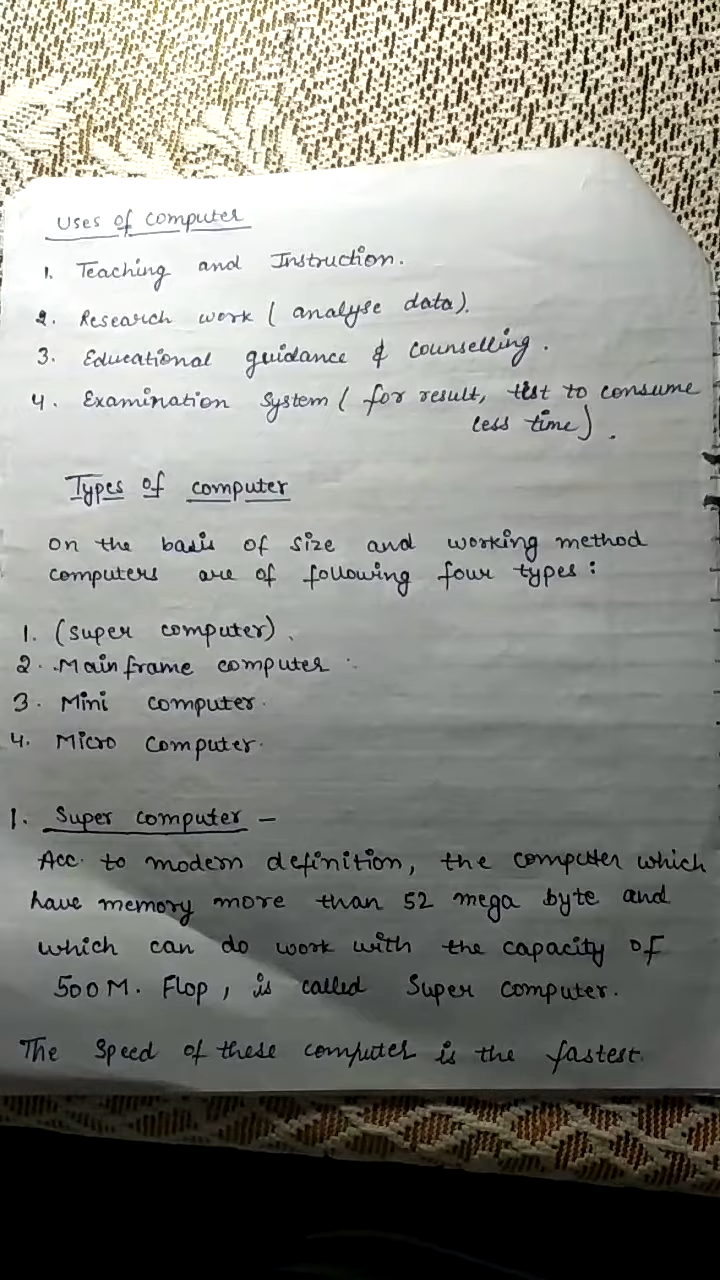 Uses of computer
1. Teaching and Instruction.
2. Research work ( analyse data).
3. Educational guidance & counselling.
4. Examination system ( for result, test to consume
less time).
Types of computer
on the basis of size and working method
computers are of following four types :
1. (super computer).
2. Main frame computer
3. Mini computer.
4. Micro computer.
1. Super computer -
Acc. to modern definition, the computer which
have memory more than 52 mega byte and
which can do work with the capacity of
500 M. Flop, is called Super computer.
The speed of these computer is the fastest.